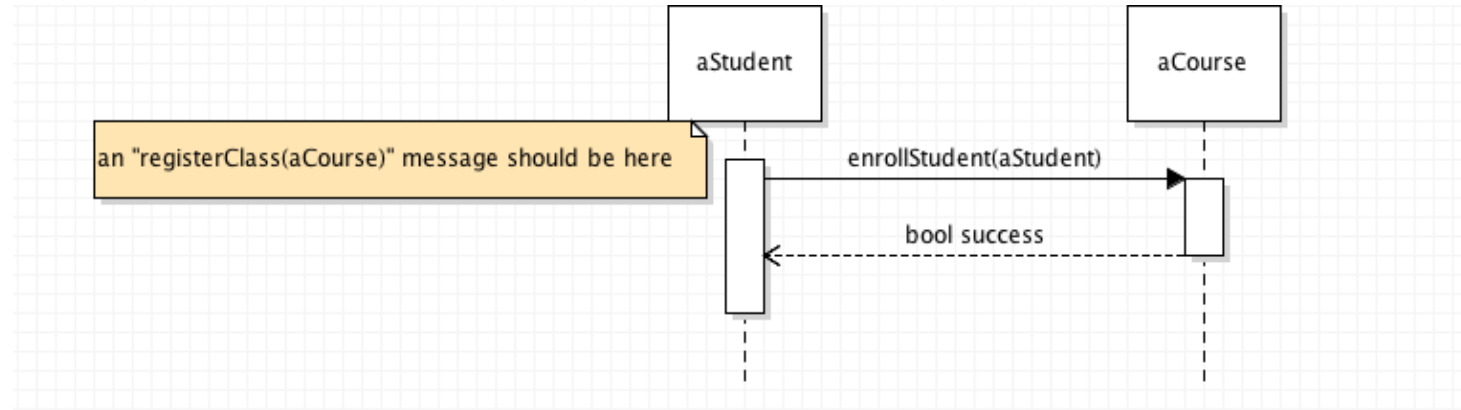 aStudent
aCourse
an "registerClass(aCourse)" message should be here
enrollStudent(aStudent)
bool success